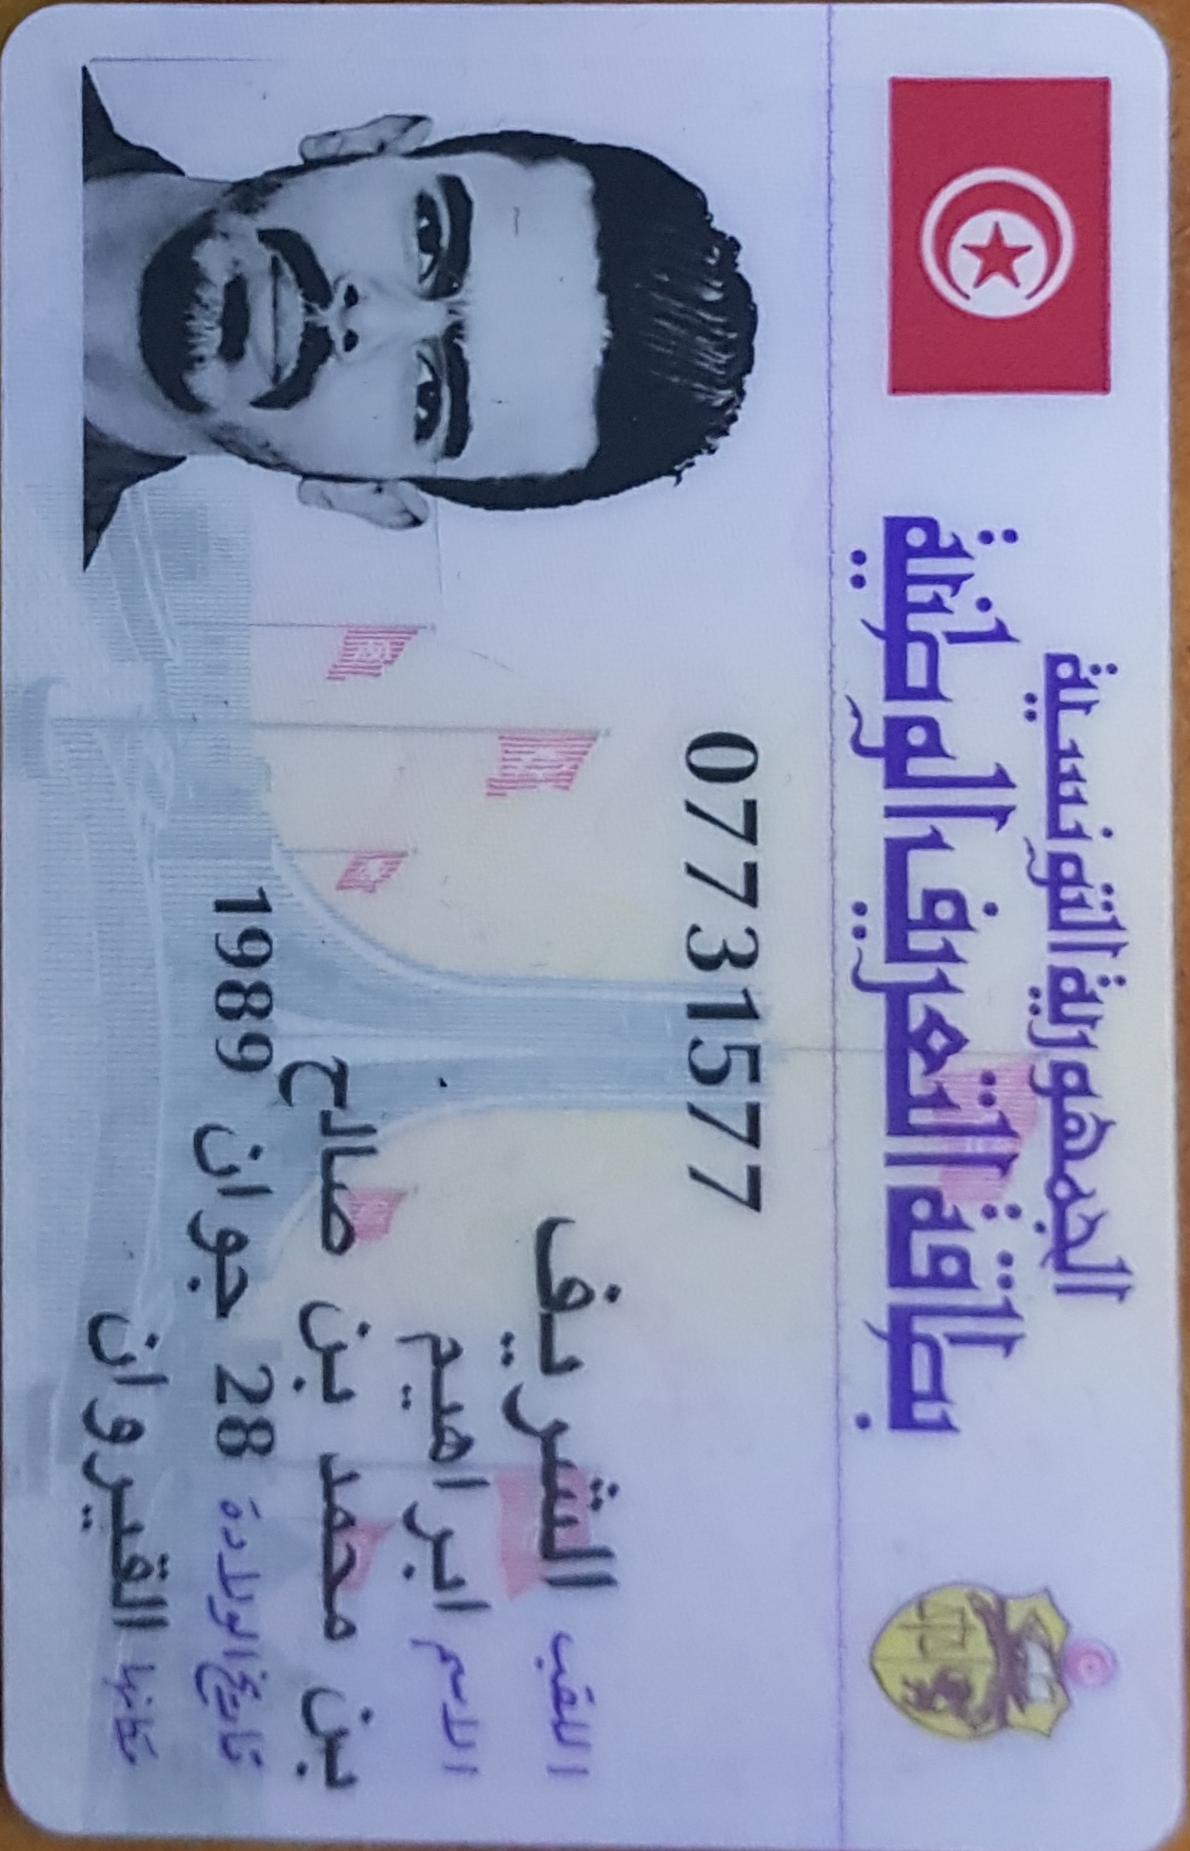 الجمهورية التونسية
بطاقة التعريف الوطنية
07731577
اللقب الشريف
الاسم ابراهيم
بن محمد بن صالح
تاريخ الولادة 28 جوان 1989
مكانها القيروان